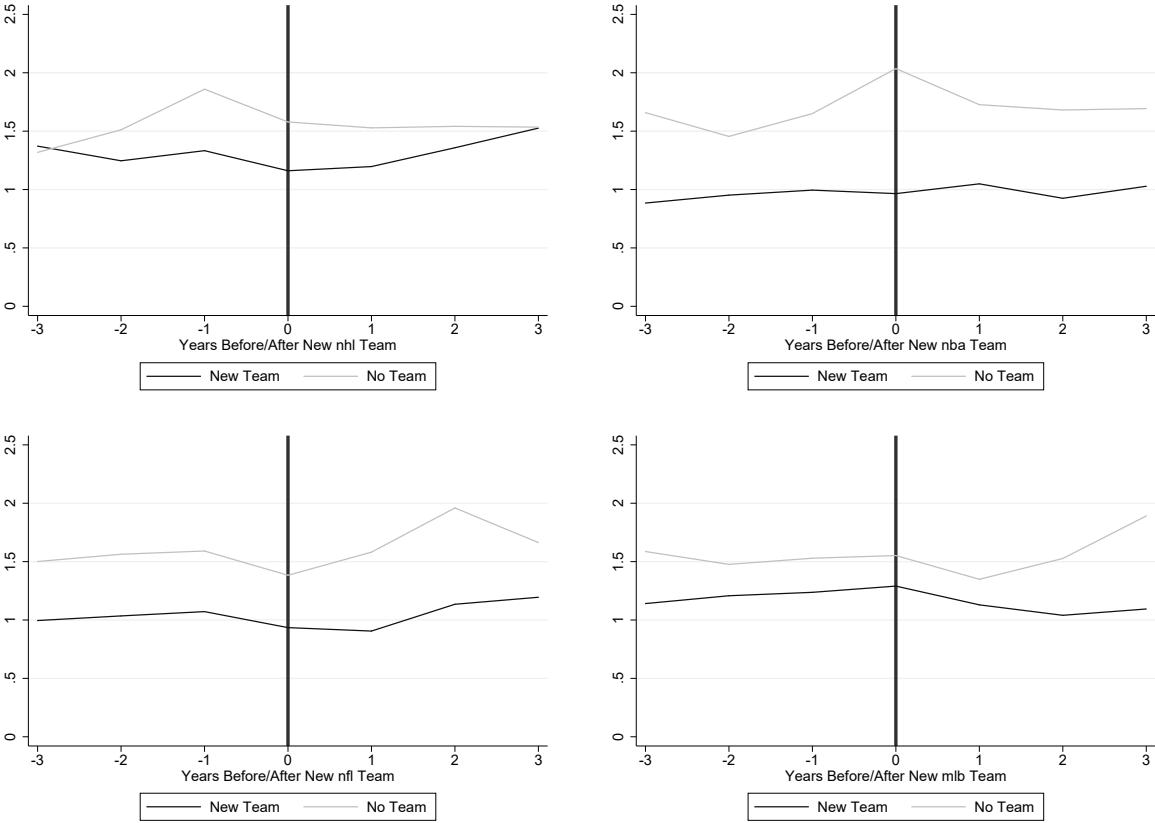 2.5
2
1.5
1
.5
0
-3 -2 -1 0 1 2 3
Years Before/After New nhl Team
New Team No Team
2.5
2
1.5
1
.5
0
-3 -2 -1 0 1 2 3
Years Before/After New nba Team
New Team No Team
2.5
2
1.5
1
.5
0
-3 -2 -1 0 1 2 3
Years Before/After New nfl Team
New Team No Team
2.5
2
1.5
1
.5
0
-3 -2 -1 0 1 2 3
Years Before/After New mlb Team
New Team No Team